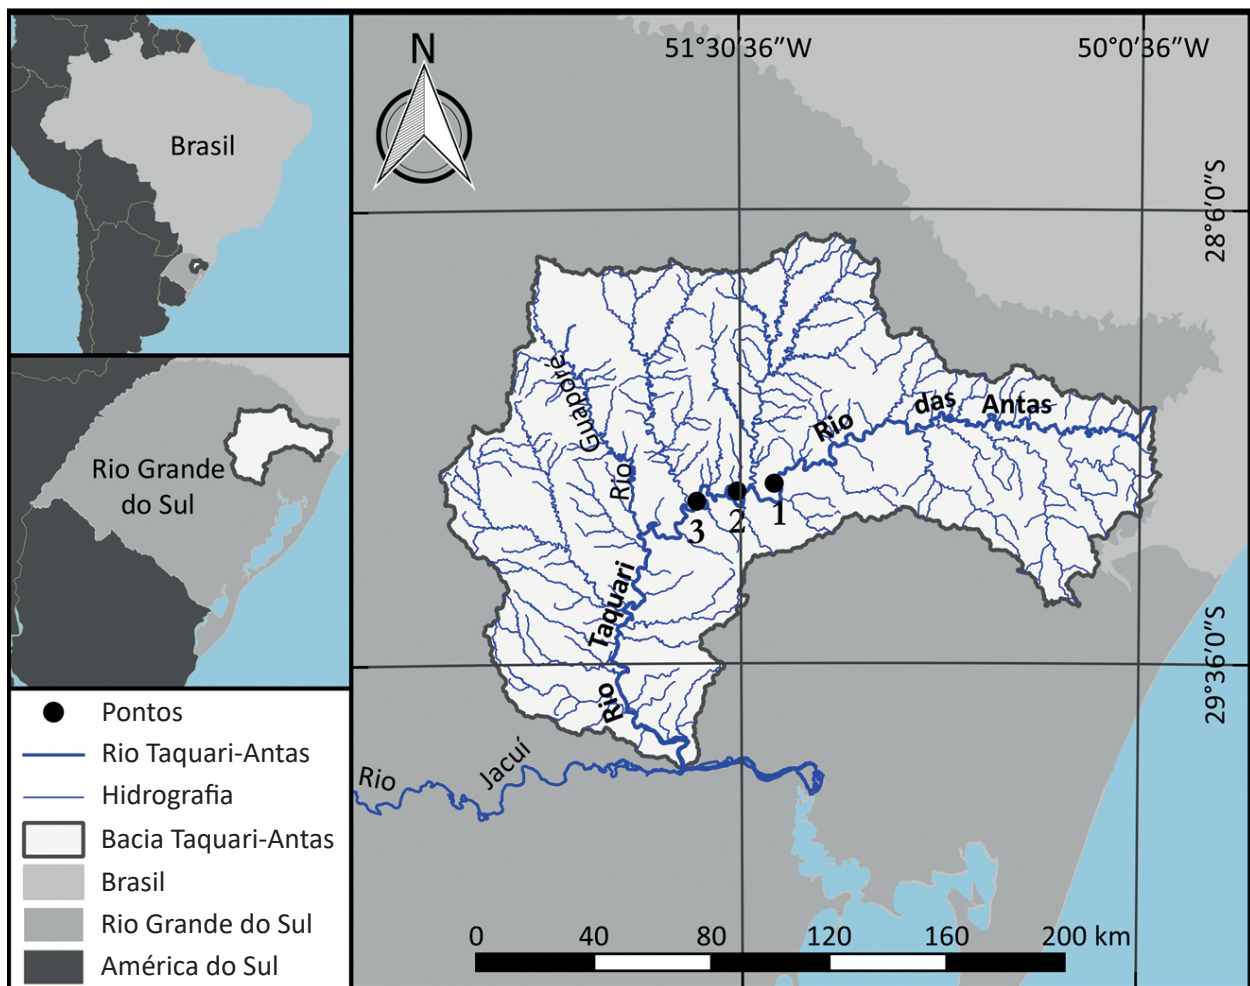 Brasil
Rio Grande
do Sul
Pontos
Rio Taquari-Antas
Hidrografia
Bacia Taquari-Antas
Brasil
Rio Grande do Sul
América do Sul
N
51°30′36″W
50°0′36″W
28°6′0″S
29°36′0″S
Guaporé
Rio
Rio das Antas
1
2
3
Rio Taquari
Rio Jacuí
0 40 80 120 160 200 km